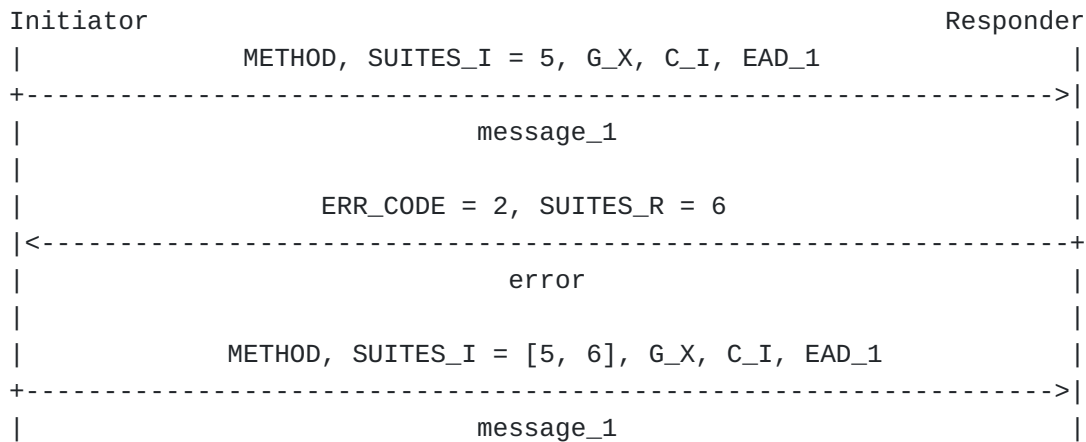 Initiator                                                   Responder
|              METHOD, SUITES_I = 5, G_X, C_I, EAD_1                |
+------------------------------------------------------------------>|
|                             message_1                             |
|                                                                   |
|                   ERR_CODE = 2, SUITES_R = 6                      |
|<------------------------------------------------------------------+
|                               error                               |
|                                                                   |
|             METHOD, SUITES_I = [5, 6], G_X, C_I, EAD_1            |
+------------------------------------------------------------------>|
|                             message_1                             |